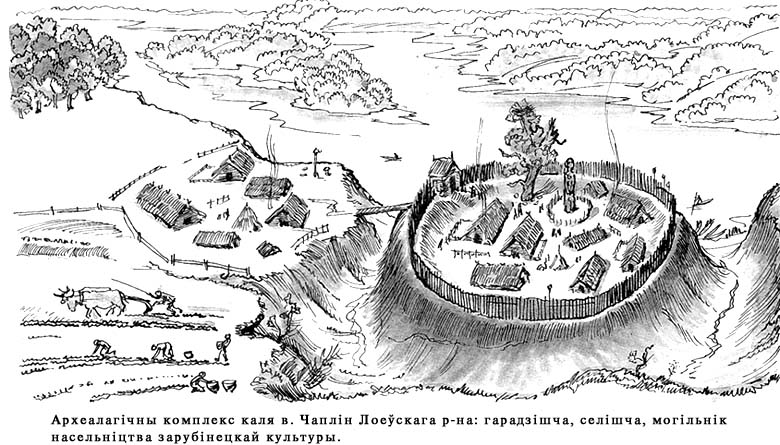 Археалагічны комплекс каля в. Чаплін Лоеўскага р-на: гарадзішча, селішча, могільнік
насельніцтва зарубінецкай культуры.